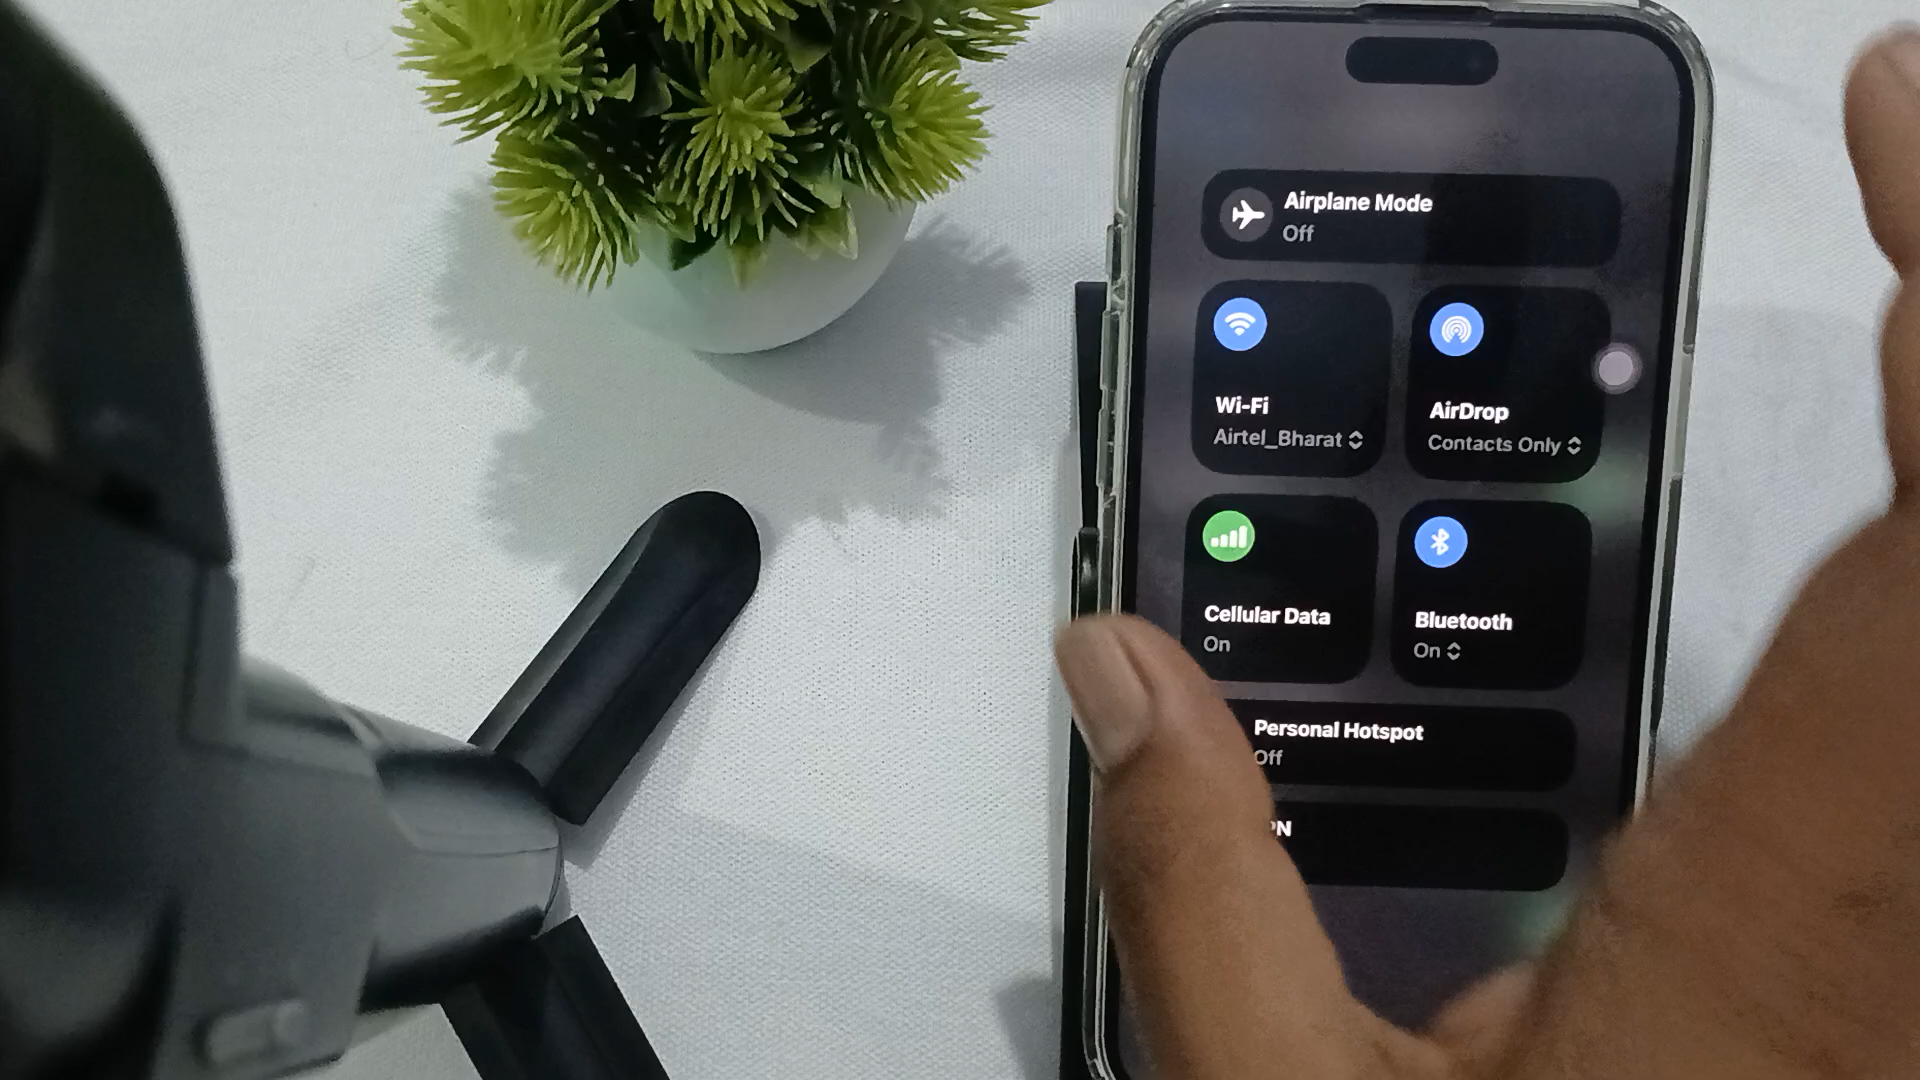 Airplane Mode
Off
Wi-Fi
Airtel_Bharat
AirDrop
Contacts Only
Cellular Data
On
Bluetooth
On
Personal Hotspot
Off